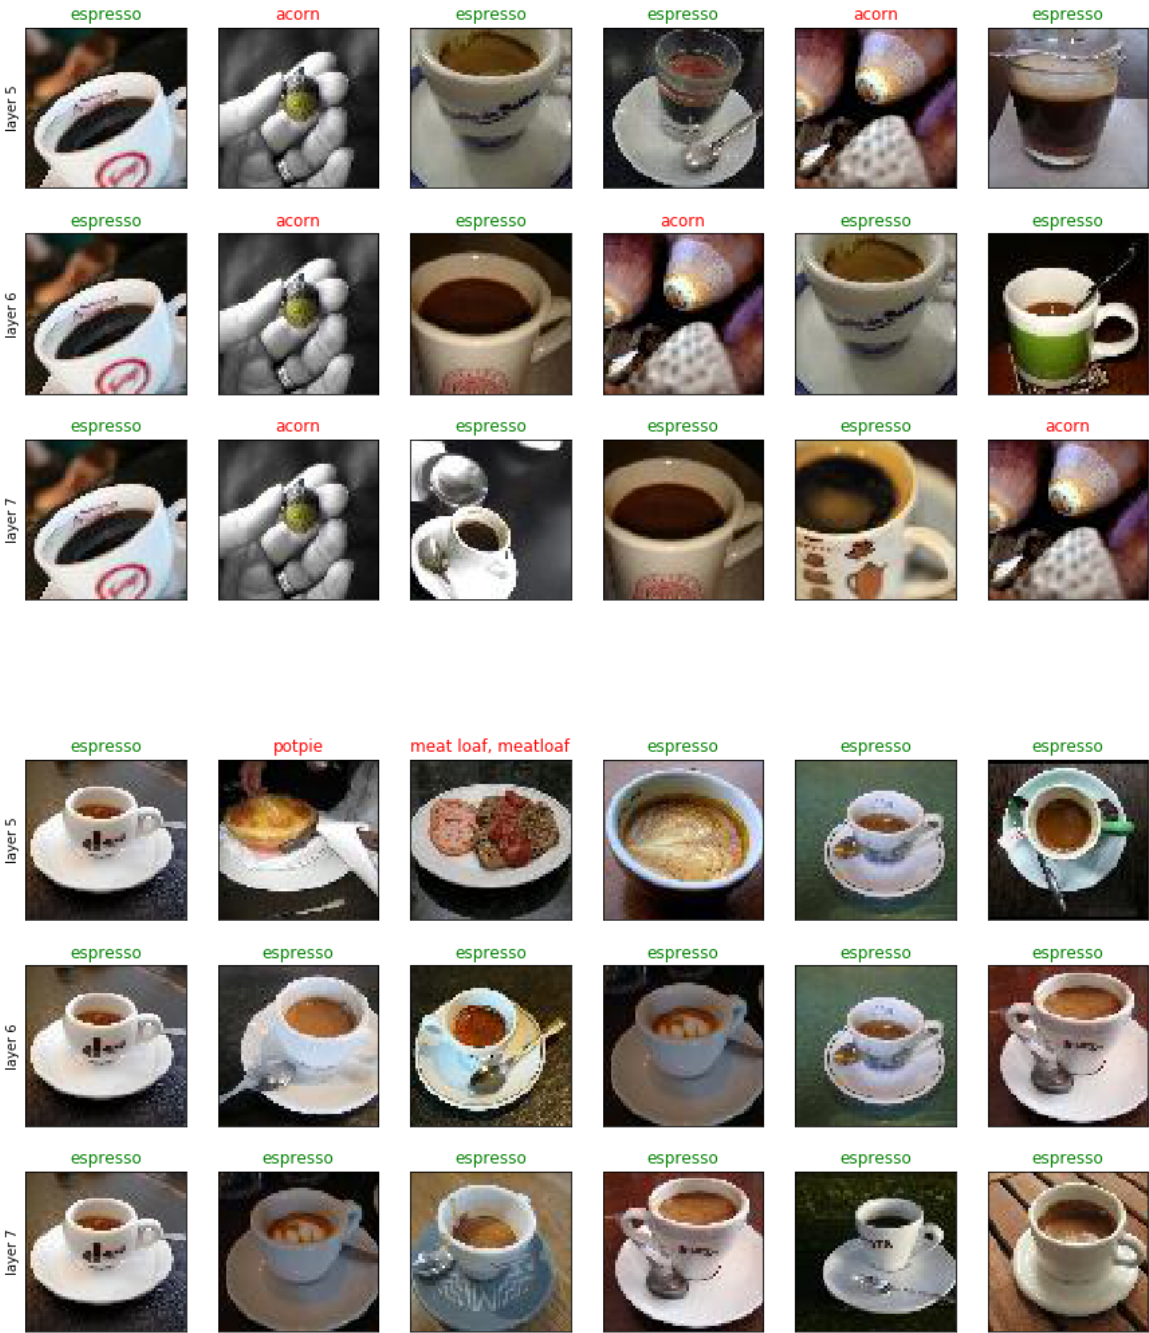 espresso acorn espresso espresso acorn espresso
layer 5
espresso acorn espresso acorn espresso espresso
layer 6
espresso acorn espresso espresso espresso acorn
layer 7
espresso potpie meat loaf, meatloaf espresso espresso espresso
layer 5
espresso espresso espresso espresso espresso espresso
layer 6
espresso espresso espresso espresso espresso espresso
layer 7